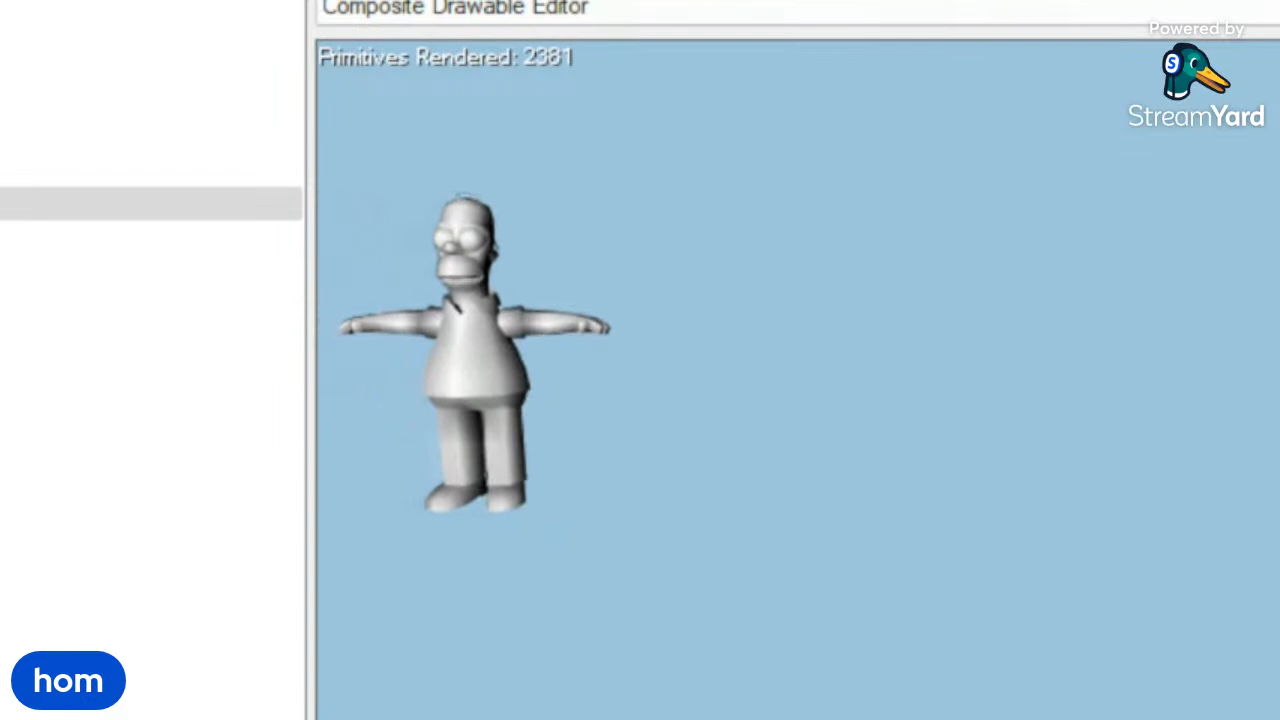 Composite Drawable Editor
Primitives Rendered: 2381
Powered by
S
StreamYard
hom